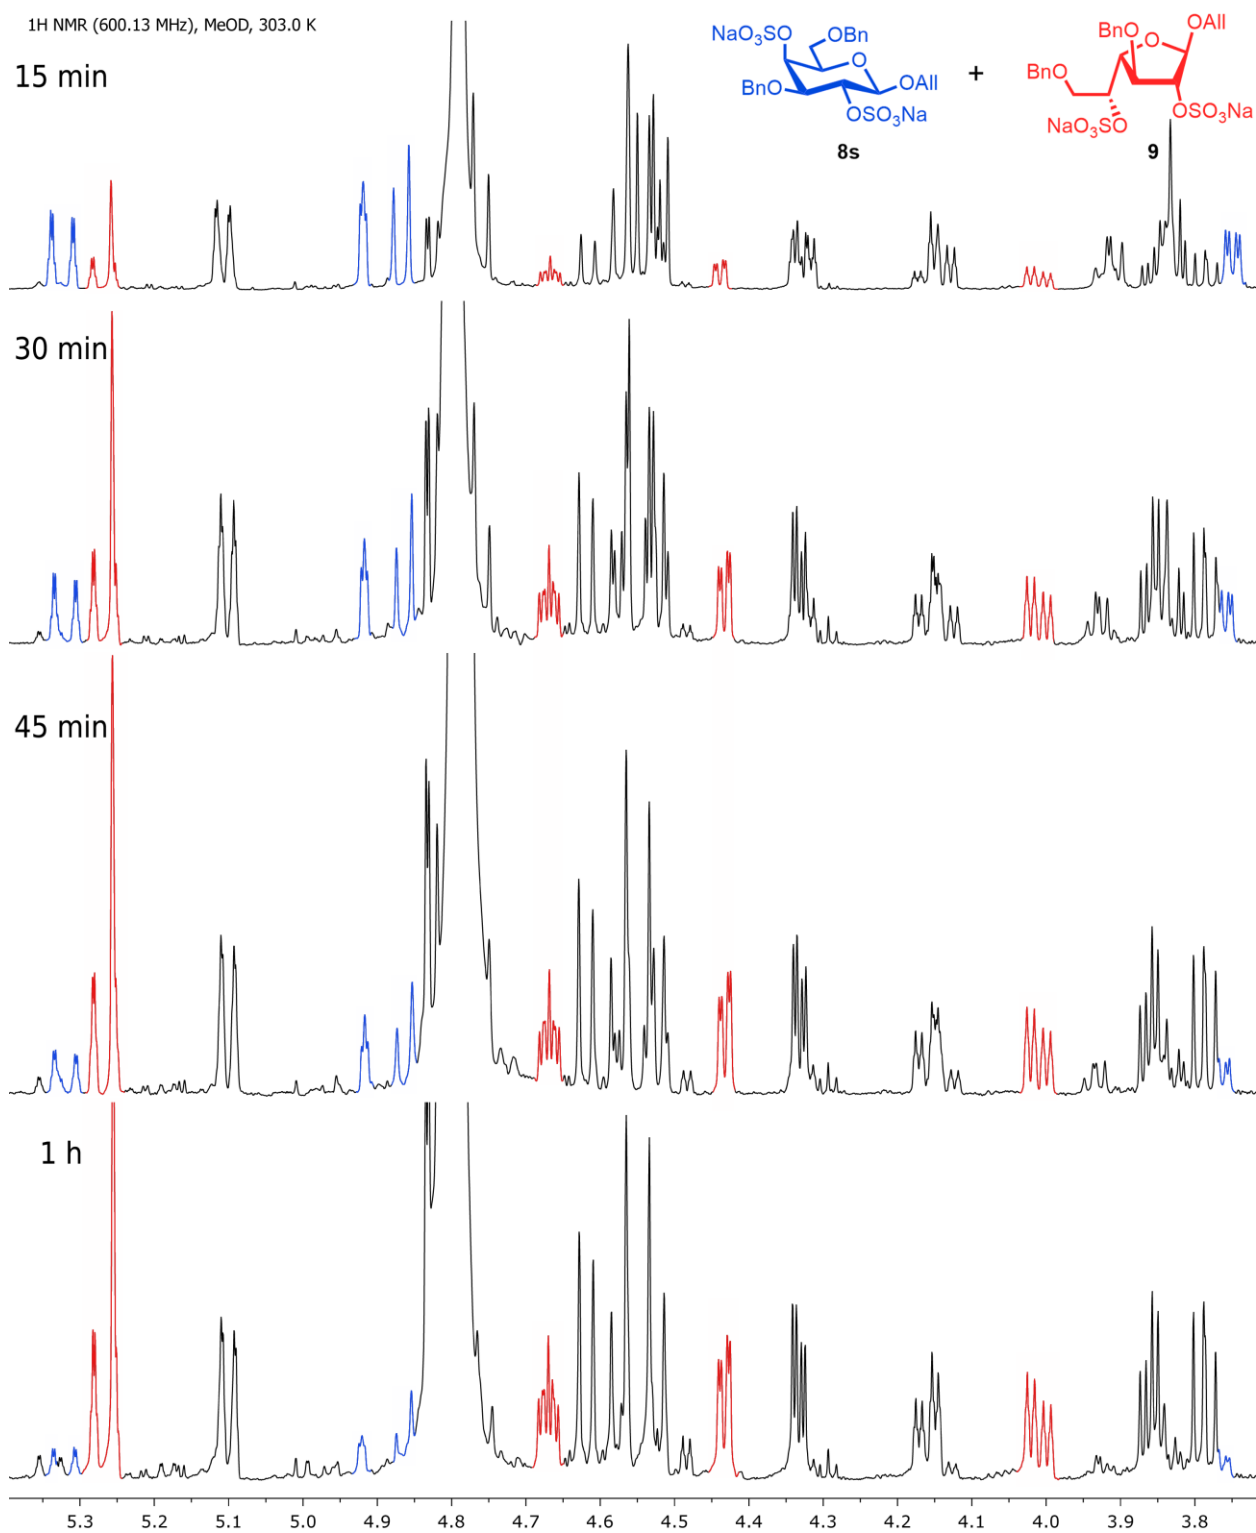 1H NMR (600.13 MHz), MeOD, 303.0 K
15 min
NaO₃SO
OBn
O
BnO
OAll
OSO₃Na
8s
+
BnO
O
OAll
BnO
NaO₃SO
OSO₃Na
9
30 min
45 min
1 h
5.3 5.2 5.1 5.0 4.9 4.8 4.7 4.6 4.5 4.4 4.3 4.2 4.1 4.0 3.9 3.8